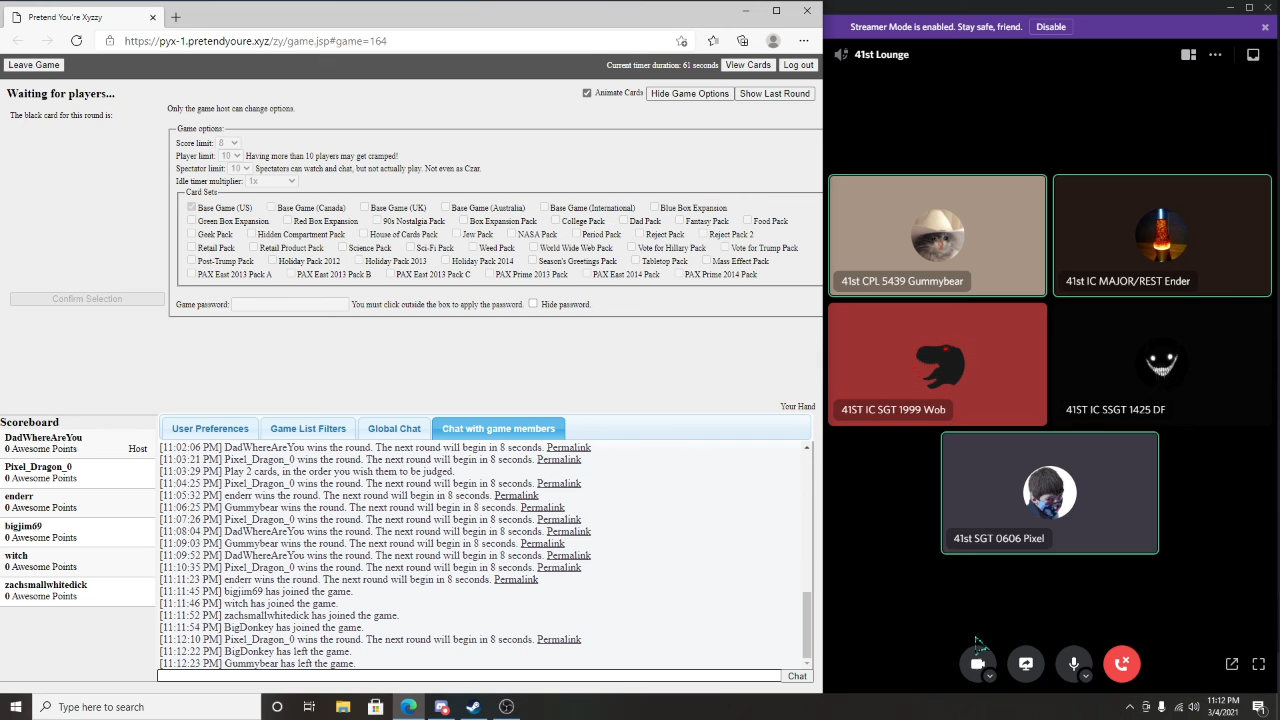 Pretend You're Xyzzy
https://pyx-1.pretendyoure.xyz/zy/game.jsp#game=164
Leave Game
Current timer duration: 61 seconds
View Cards
Log out
Waiting for players...
Animate Cards
Hide Game Options
Show Last Round
The black card for this round is:
Only the game host can change options.
Game options:
Score limit: 8
Player limit: 10 Having more than 10 players may get cramped!
Spectator limit: 10 Spectators can watch and chat, but not actually play. Not even as Czar.
Idle timer multiplier: 1x
Card Sets
Base Game (US) Base Game (Canada) Base Game (UK) Base Game (Australia) Base Game (International) Blue Box Expansion
Green Box Expansion Red Box Expansion 90s Nostalgia Pack Box Expansion Pack College Pack Dad Pack Fantasy Pack Food Pack
Geek Pack Hidden Compartment Pack House of Cards Pack Jew Pack NASA Pack Period Pack Reject Pack Reject Pack 2
Retail Pack Retail Product Pack Science Pack Sci-Fi Pack Weed Pack World Wide Web Pack Vote for Hillary Pack Vote for Trump Pack
Post-Trump Pack Holiday Pack 2012 Holiday Pack 2013 Holiday Pack 2014 Season's Greetings Pack Tabletop Pack Mass Effect Pack
PAX East 2013 Pack A PAX East 2013 Pack B PAX East 2013 Pack C PAX Prime 2013 Pack PAX East 2014 Pack PAX Prime 2014 Pack
Confirm Selection
Game password: You must click outside the box to apply the password. Hide password.
Your Hand
Scoreboard
DadWhereAreYou
0 Awesome Points Host
Pixel_Dragon_0
0 Awesome Points
enderr
0 Awesome Points
bigjim69
0 Awesome Points
witch
0 Awesome Points
zachsmallwhitedick
0 Awesome Points
User Preferences
Game List Filters
Global Chat
Chat with game members
[11:02:06 PM] DadWhereAreYou wins the round. The next round will begin in 8 seconds. Permalink
[11:03:21 PM] Pixel_Dragon_0 wins the round. The next round will begin in 8 seconds. Permalink
[11:03:29 PM] Play 2 cards, in the order you wish them to be judged.
[11:04:25 PM] Pixel_Dragon_0 wins the round. The next round will begin in 8 seconds. Permalink
[11:05:32 PM] enderr wins the round. The next round will begin in 8 seconds. Permalink
[11:06:25 PM] Gummybear wins the round. The next round will begin in 8 seconds. Permalink
[11:07:26 PM] Pixel_Dragon_0 wins the round. The next round will begin in 8 seconds. Permalink
[11:08:04 PM] DadWhereAreYou wins the round. The next round will begin in 8 seconds. Permalink
[11:09:03 PM] Gummybear wins the round. The next round will begin in 8 seconds. Permalink
[11:09:52 PM] DadWhereAreYou wins the round. The next round will begin in 8 seconds. Permalink
[11:10:35 PM] Pixel_Dragon_0 wins the round. The next round will begin in 8 seconds. Permalink
[11:11:23 PM] enderr wins the round. The next round will begin in 8 seconds. Permalink
[11:11:45 PM] bigjim69 has joined the game.
[11:11:46 PM] witch has joined the game.
[11:11:52 PM] zachsmallwhitedick has joined the game.
[11:11:54 PM] BigDonkey has joined the game.
[11:12:10 PM] Pixel_Dragon_0 wins the round. The next round will begin in 8 seconds. Permalink
[11:12:22 PM] BigDonkey has left the game.
[11:12:23 PM] Gummybear has left the game.
Chat
Streamer Mode is enabled. Stay safe, friend.
Disable
41st Lounge
41st CPL 5439 Gummybear
41st IC MAJOR/REST Ender
41ST IC SGT 1999 Wob
41ST IC SSGT 1425 DF
41st SGT 0606 Pixel
Type here to search
11:12 PM
3/4/2021
1